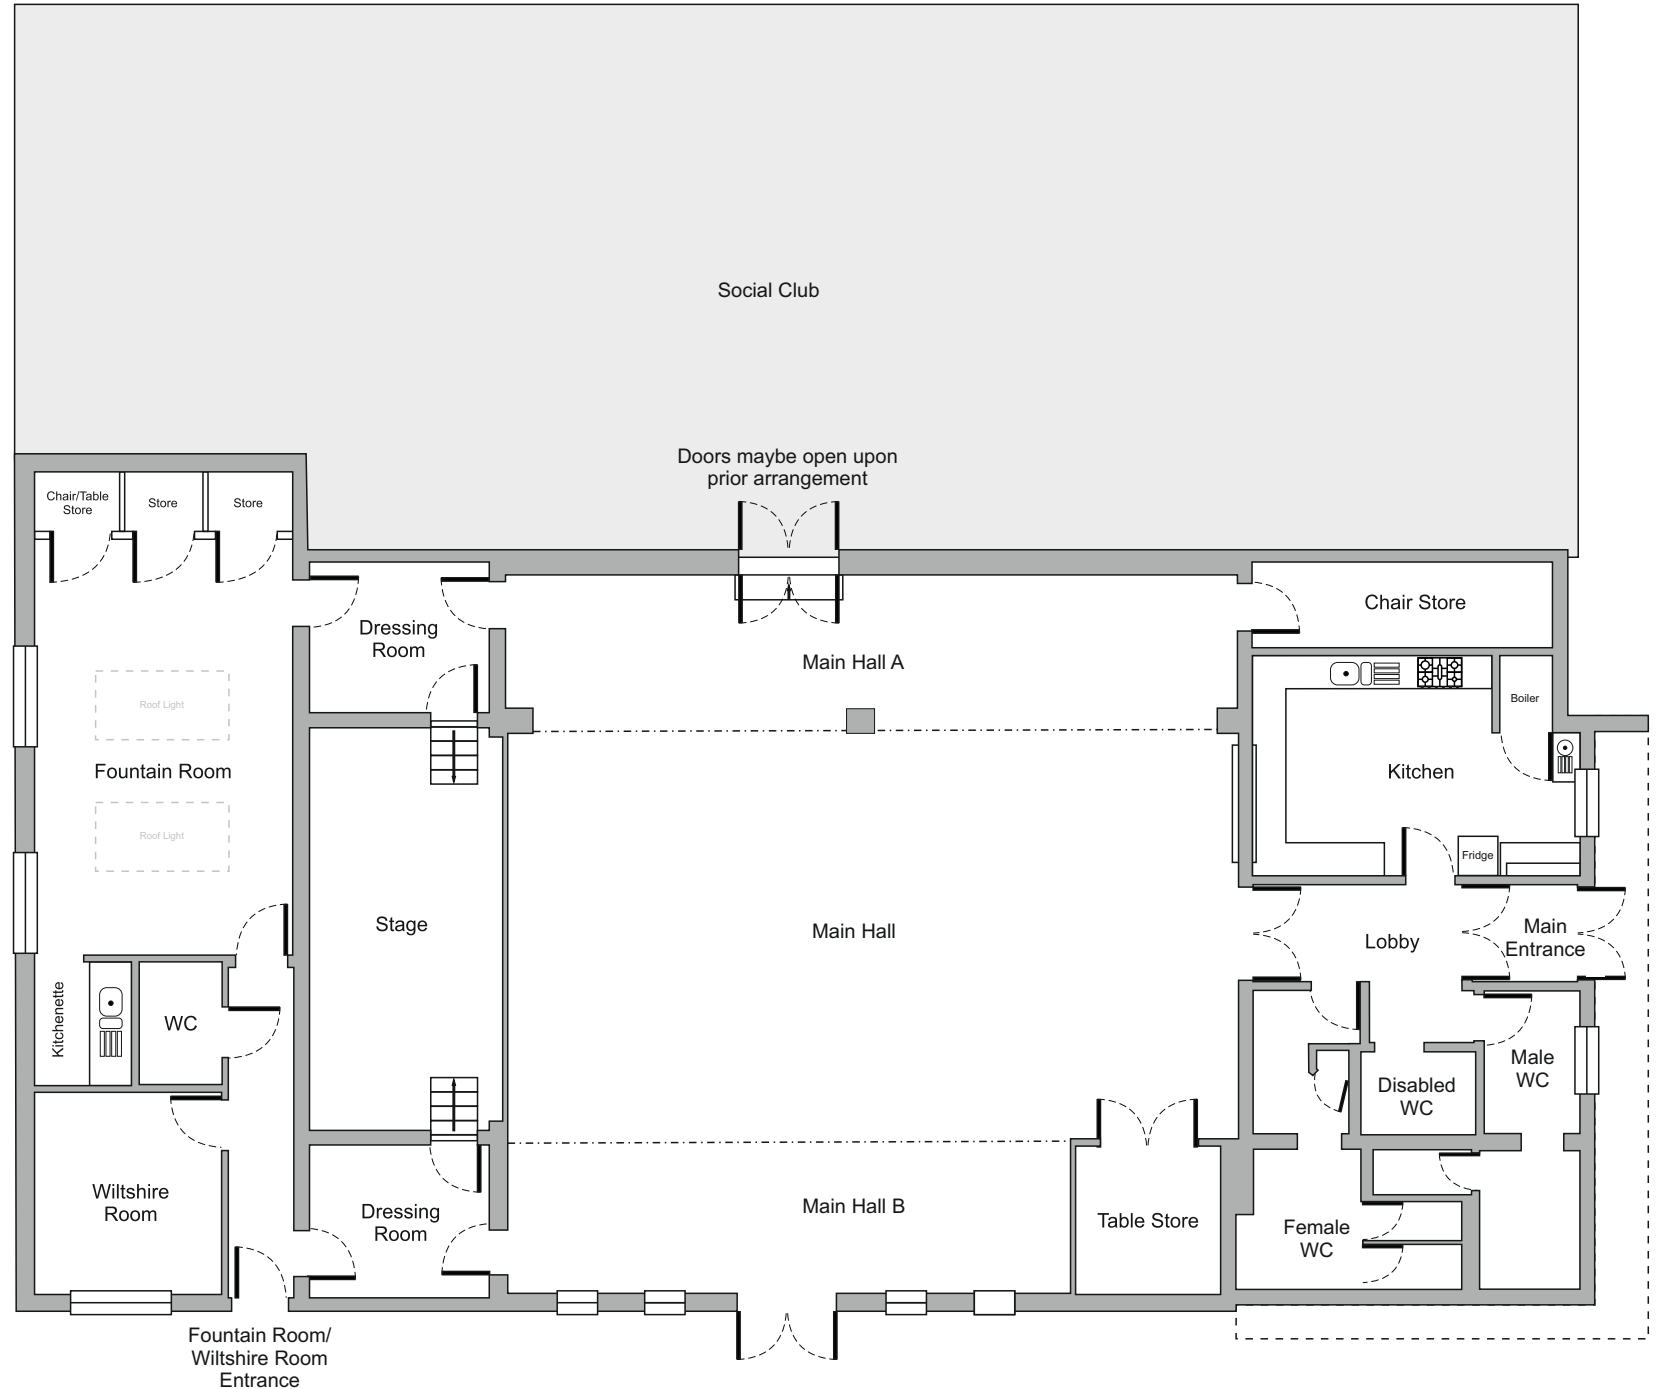 Social Club
Doors maybe open upon
prior arrangement
Chair/Table
Store
Store
Store
Chair Store
Dressing
Room
Main Hall A
Roof Light
Boiler
Fountain Room
Kitchen
Roof Light
Fridge
Stage
Main Hall
Lobby
Main
Entrance
Kitchenette
WC
Male
WC
Disabled
WC
Wiltshire
Room
Dressing
Room
Main Hall B
Table Store
Female
WC
Fountain Room/
Wiltshire Room
Entrance